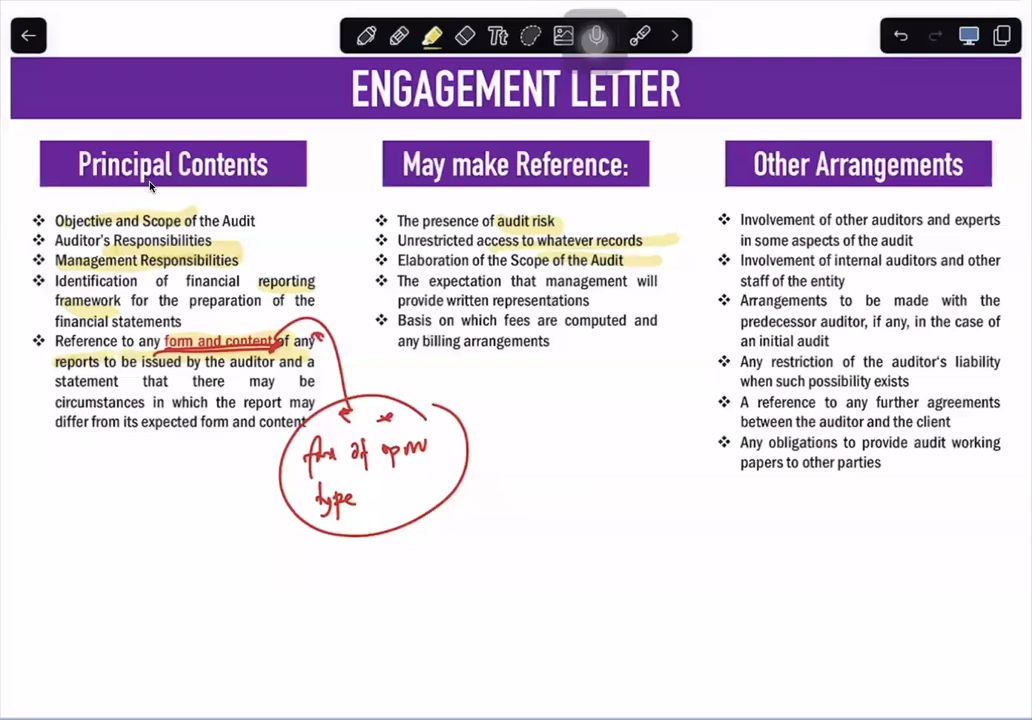 Tt
ENGAGEMENT LETTER
Principal Contents
❖ Objective and Scope of the Audit
❖ Auditor's Responsibilities
❖ Management Responsibilities
❖ Identification of financial reporting
framework for the preparation of the
financial statements
❖ Reference to any form and content of any
reports to be issued by the auditor and a
statement that there may be
circumstances in which the report may
differ from its expected form and content
May make Reference:
❖ The presence of audit risk
❖ Unrestricted access to whatever records
❖ Elaboration of the Scope of the Audit
❖ The expectation that management will
provide written representations
❖ Basis on which fees are computed and
any billing arrangements
of
type
Other Arrangements
❖ Involvement of other auditors and experts
in some aspects of the audit
❖ Involvement of internal auditors and other
staff of the entity
❖ Arrangements to be made with the
predecessor auditor, if any, in the case of
an initial audit
❖ Any restriction of the auditor's liability
when such possibility exists
❖ A reference to any further agreements
between the auditor and the client
❖ Any obligations to provide audit working
papers to other parties